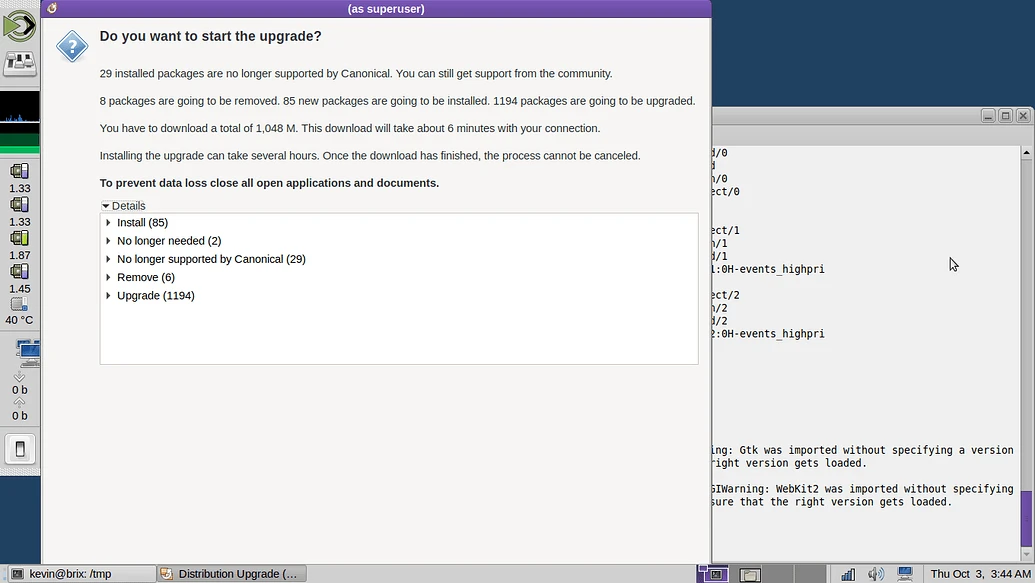 (as superuser)
Do you want to start the upgrade?
29 installed packages are no longer supported by Canonical. You can still get support from the community.
8 packages are going to be removed. 85 new packages are going to be installed. 1194 packages are going to be upgraded.
You have to download a total of 1,048 M. This download will take about 6 minutes with your connection.
Installing the upgrade can take several hours. Once the download has finished, the process cannot be canceled.
To prevent data loss close all open applications and documents.
Details
Install (85)
No longer needed (2)
No longer supported by Canonical (29)
Remove (6)
Upgrade (1194)
1.33
1.33
1.87
1.45
40 °C
0 b
0 b
d/0
d
n/0
ect/0
ect/1
n/1
d/1
1:0H-events_highpri
ect/2
n/2
d/2
2:0H-events_highpri
ing: Gtk was imported without specifying a version
right version gets loaded.
GIWarning: WebKit2 was imported without specifying
sure that the right version gets loaded.
kevin@brix: /tmp
Distribution Upgrade (…
Thu Oct 3, 3:44 AM